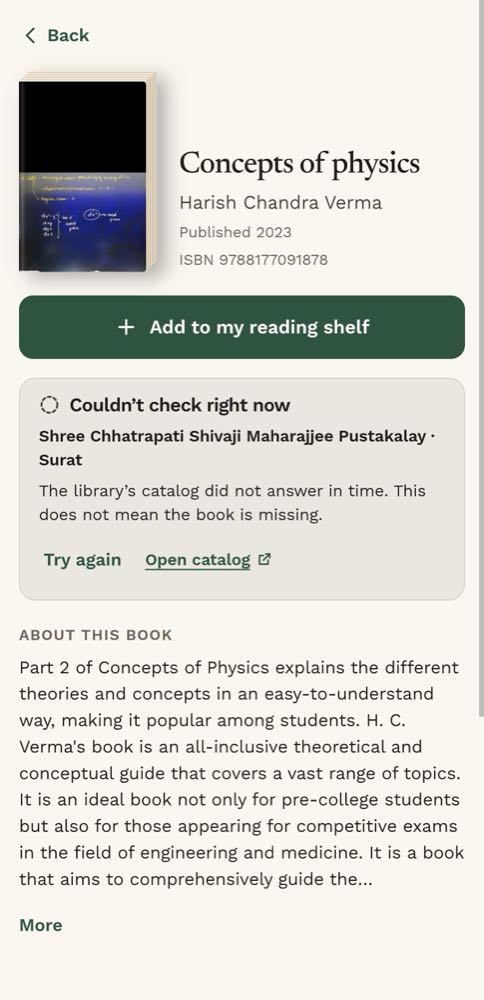 Back
Concepts of physics
Harish Chandra Verma
Published 2023
ISBN 9788177091878
+ Add to my reading shelf
Couldn’t check right now
Shree Chhatrapati Shivaji Maharajjee Pustakalay ·
Surat
The library’s catalog did not answer in time. This
does not mean the book is missing.
Try again Open catalog
ABOUT THIS BOOK
Part 2 of Concepts of Physics explains the different
theories and concepts in an easy-to-understand
way, making it popular among students. H. C.
Verma's book is an all-inclusive theoretical and
conceptual guide that covers a vast range of topics.
It is an ideal book not only for pre-college students
but also for those appearing for competitive exams
in the field of engineering and medicine. It is a book
that aims to comprehensively guide the...
More